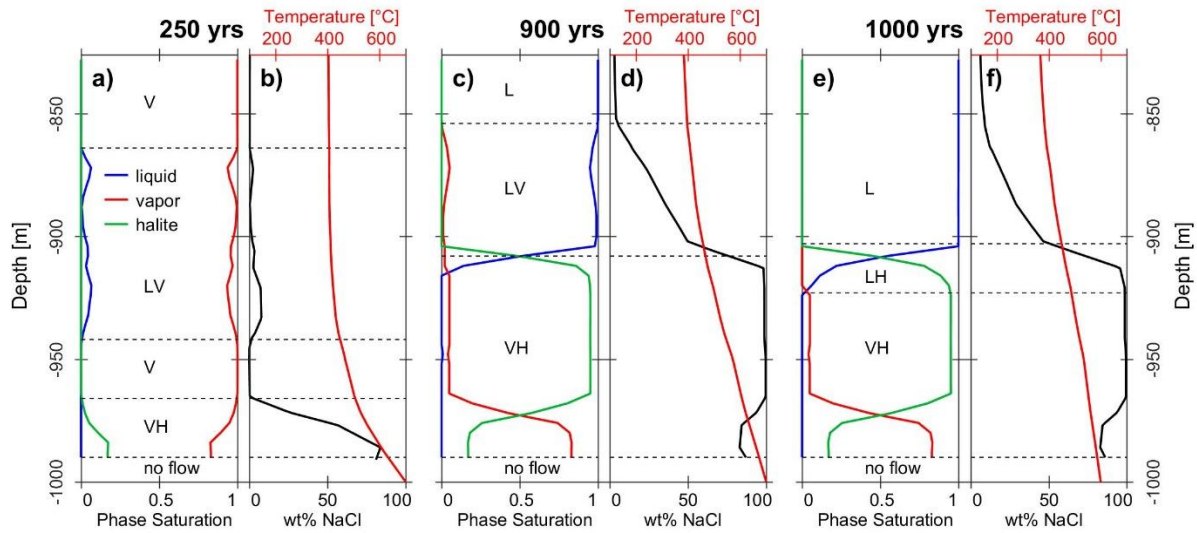 Temperature [°C]
250 yrs
200 400 600
Temperature [°C]
900 yrs
200 400 600
Temperature [°C]
1000 yrs
200 400 600
a)
V
liquid
vapor
halite
LV
V
VH
no flow
b)
c)
L
LV
VH
no flow
d)
e)
L
LH
VH
no flow
f)
-850
-900
-950
-1000
Depth [m]
-850
-900
-950
-1000
Depth [m]
0 0.5 1
Phase Saturation
0 50 100
wt% NaCl
0 0.5 1
Phase Saturation
0 50 100
wt% NaCl
0 0.5 1
Phase Saturation
0 50 100
wt% NaCl